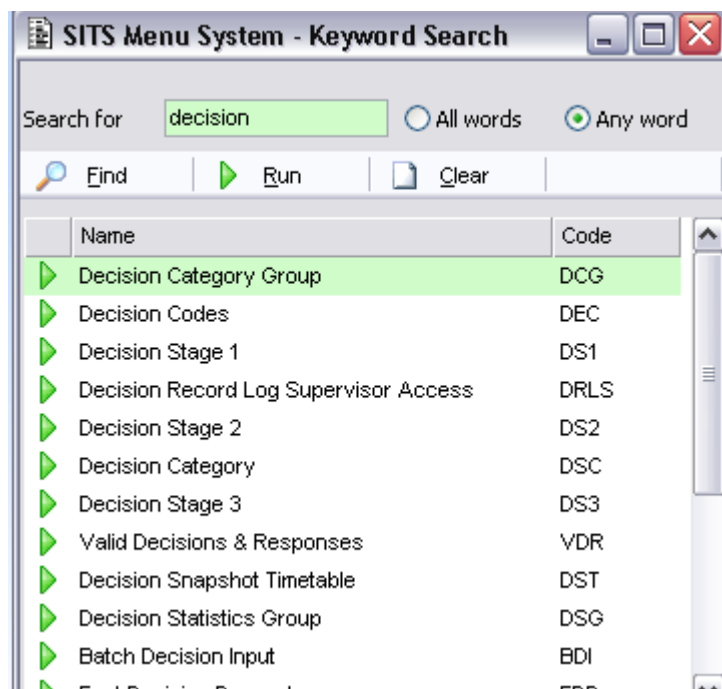 SITS Menu System - Keyword Search
Search for decision All words Any word
Find Run Clear
Name Code
Decision Category Group DCG
Decision Codes DEC
Decision Stage 1 DS1
Decision Record Log Supervisor Access DRLS
Decision Stage 2 DS2
Decision Category DSC
Decision Stage 3 DS3
Valid Decisions & Responses VDR
Decision Snapshot Timetable DST
Decision Statistics Group DSG
Batch Decision Input BDI